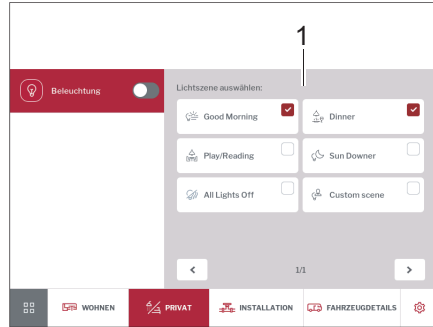 1
Beleuchtung
Lichtszene auswählen:
Good Morning
Dinner
Play/Reading
Sun Downer
All Lights Off
Custom scene
1/1
WOHNEN
PRIVAT
INSTALLATION
FAHRZEUGDETAILS